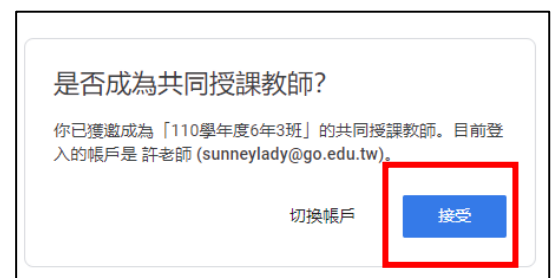 是否成為共同授課教師?
你已獲邀成為「110學年度6年3班」的共同授課教師。目前登
入的帳戶是 許老師 (sunneylady@go.edu.tw)。
切換帳戶
接受